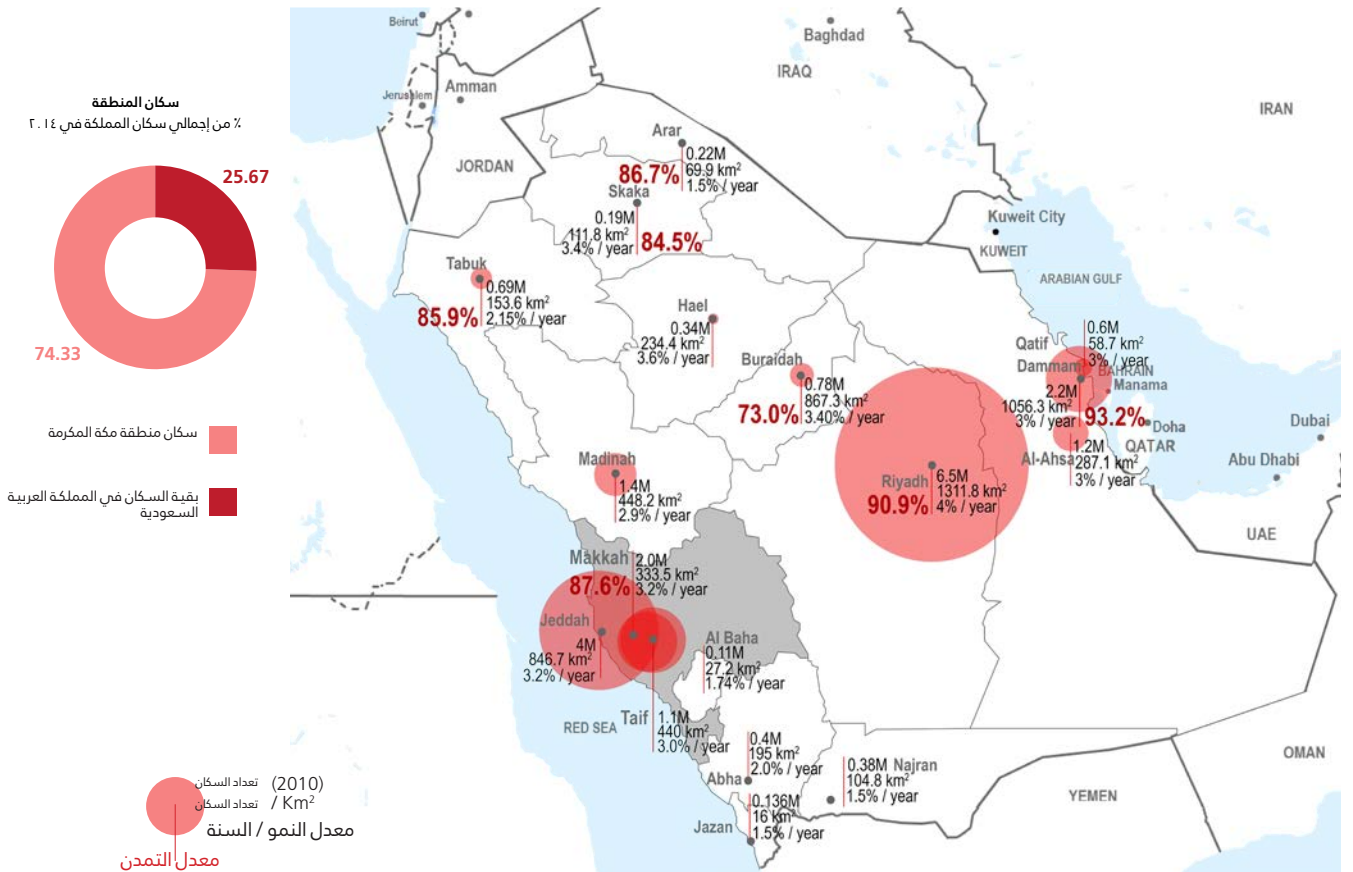 سكان المنطقة
٪ من إجمالي سكان المملكة في ٢٠١٤
25.67
74.33
سكان منطقة مكة المكرمة
بقية السكان في المملكة العربية
السعودية
تعداد السكان (2010)
تعداد السكان / Km²
معدل النمو / السنة
معدل التمدن
Beirut
Baghdad
IRAQ
Amman
Jerusalem
IRAN
JORDAN
Arar
0.22M
69.9 km²
1.5% / year
86.7%
Skaka
0.19M
111.8 km²
3.4% / year
84.5%
Kuwait City
KUWAIT
ARABIAN GULF
Tabuk
0.69M
153.6 km²
2.15% / year
85.9%
Hael
0.34M
234.4 km²
3.6% / year
Buraidah
0.78M
867.3 km²
3.40% / year
73.0%
Qatif
0.6M
58.7 km²
3% / year
Dammam
2.2M
1056.3 km²
3% / year
93.2%
BAHRAIN
Manama
Doha
QATAR
Dubai
Abu Dhabi
UAE
Al-Ahsa
1.2M
287.1 km²
3% / year
Riyadh
6.5M
1311.8 km²
4% / year
90.9%
Madinah
1.4M
448.2 km²
2.9% / year
Makkah
2.0M
333.5 km²
3.2% / year
87.6%
Jeddah
4M
846.7 km²
3.2% / year
Al Baha
0.11M
27.2 km²
1.74% / year
RED SEA
Taif
1.1M
440 km²
3.0% / year
Abha
0.4M
195 km²
2.0% / year
Jazan
0.136M
16 km²
1.5% / year
0.38M Najran
104.8 km²
1.5% / year
YEMEN
OMAN